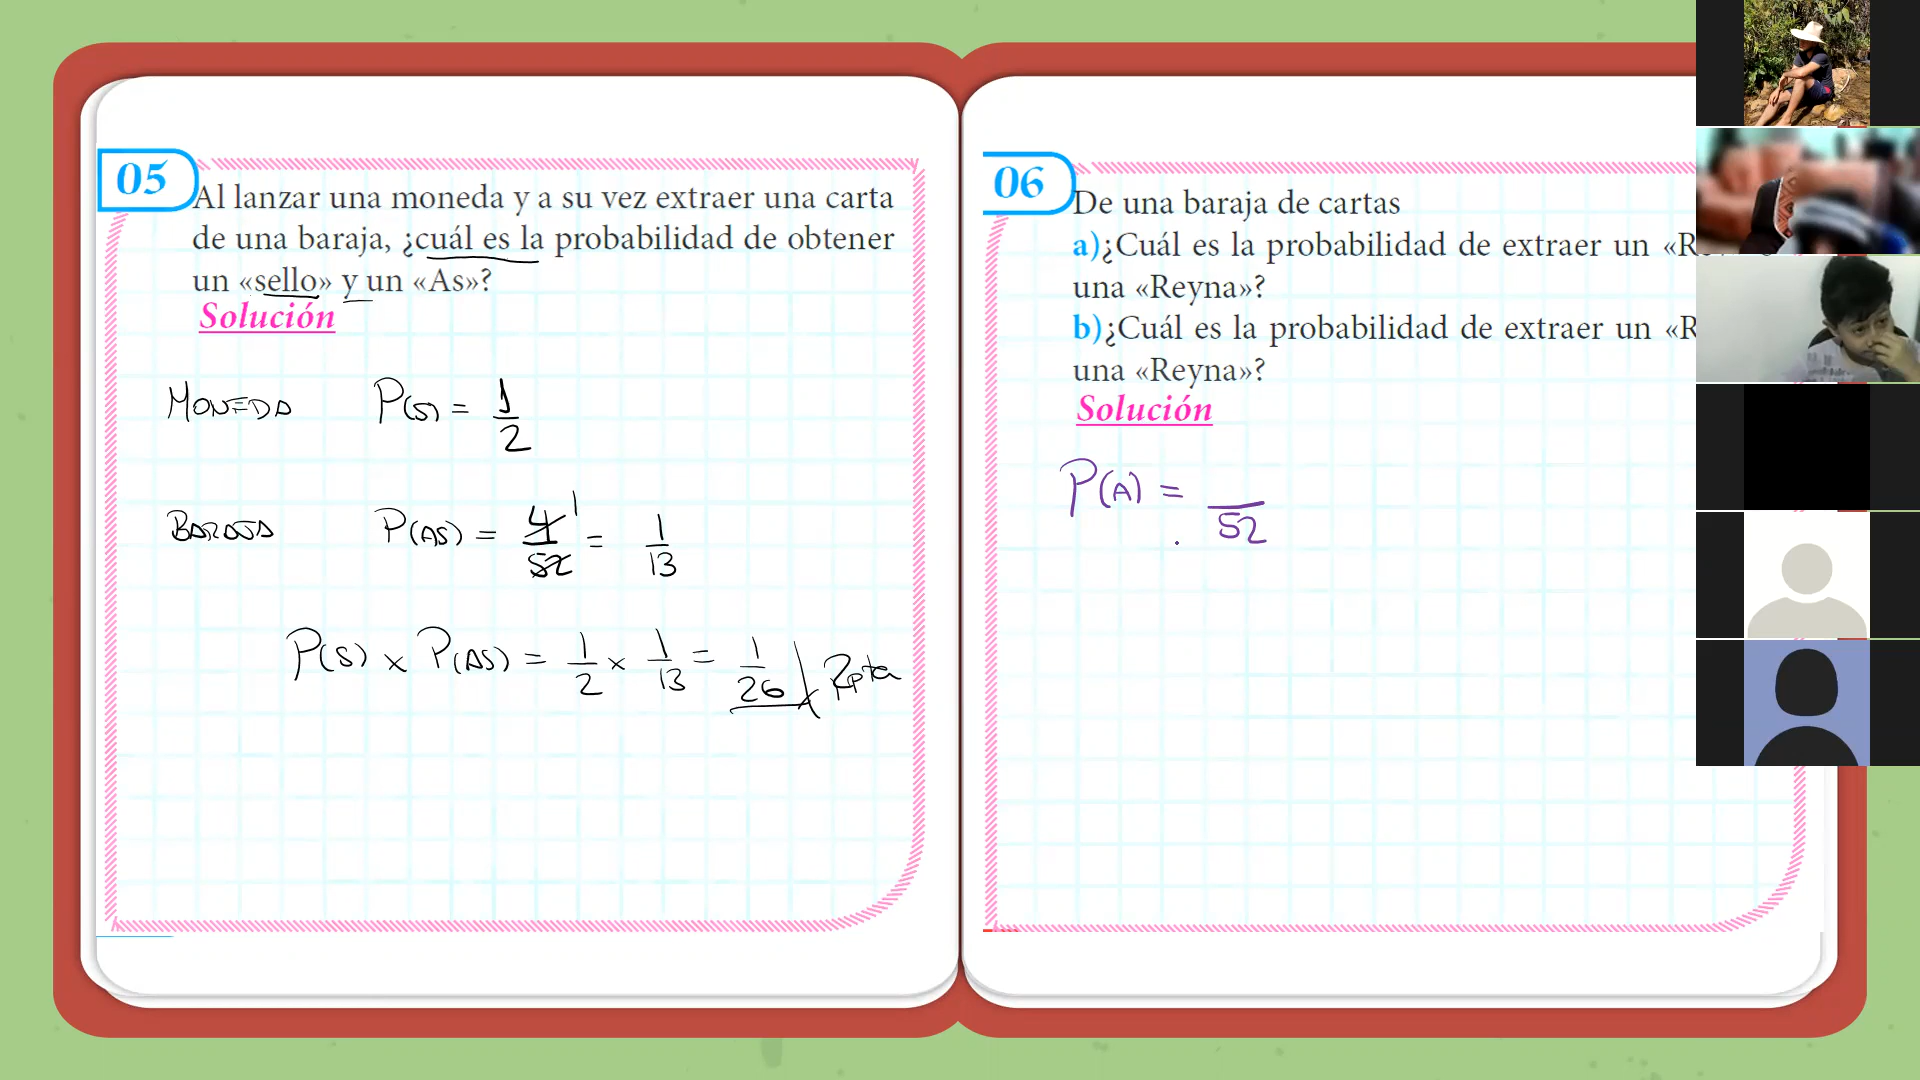 05
Al lanzar una moneda y a su vez extraer una carta
de una baraja, ¿cuál es la probabilidad de obtener
un «sello» y un «As»?
Solución
MONEDA P(S) = 1/2
BARAJA P(AS) = 4/52 1 = 1/13
P(S) x P(AS) = 1/2 x 1/13 = 1/26 Rpta
06
De una baraja de cartas
a)¿Cuál es la probabilidad de extraer un
una «Reyna»?
b)¿Cuál es la probabilidad de extraer un
una «Reyna»?
Solución
P(A) = /52